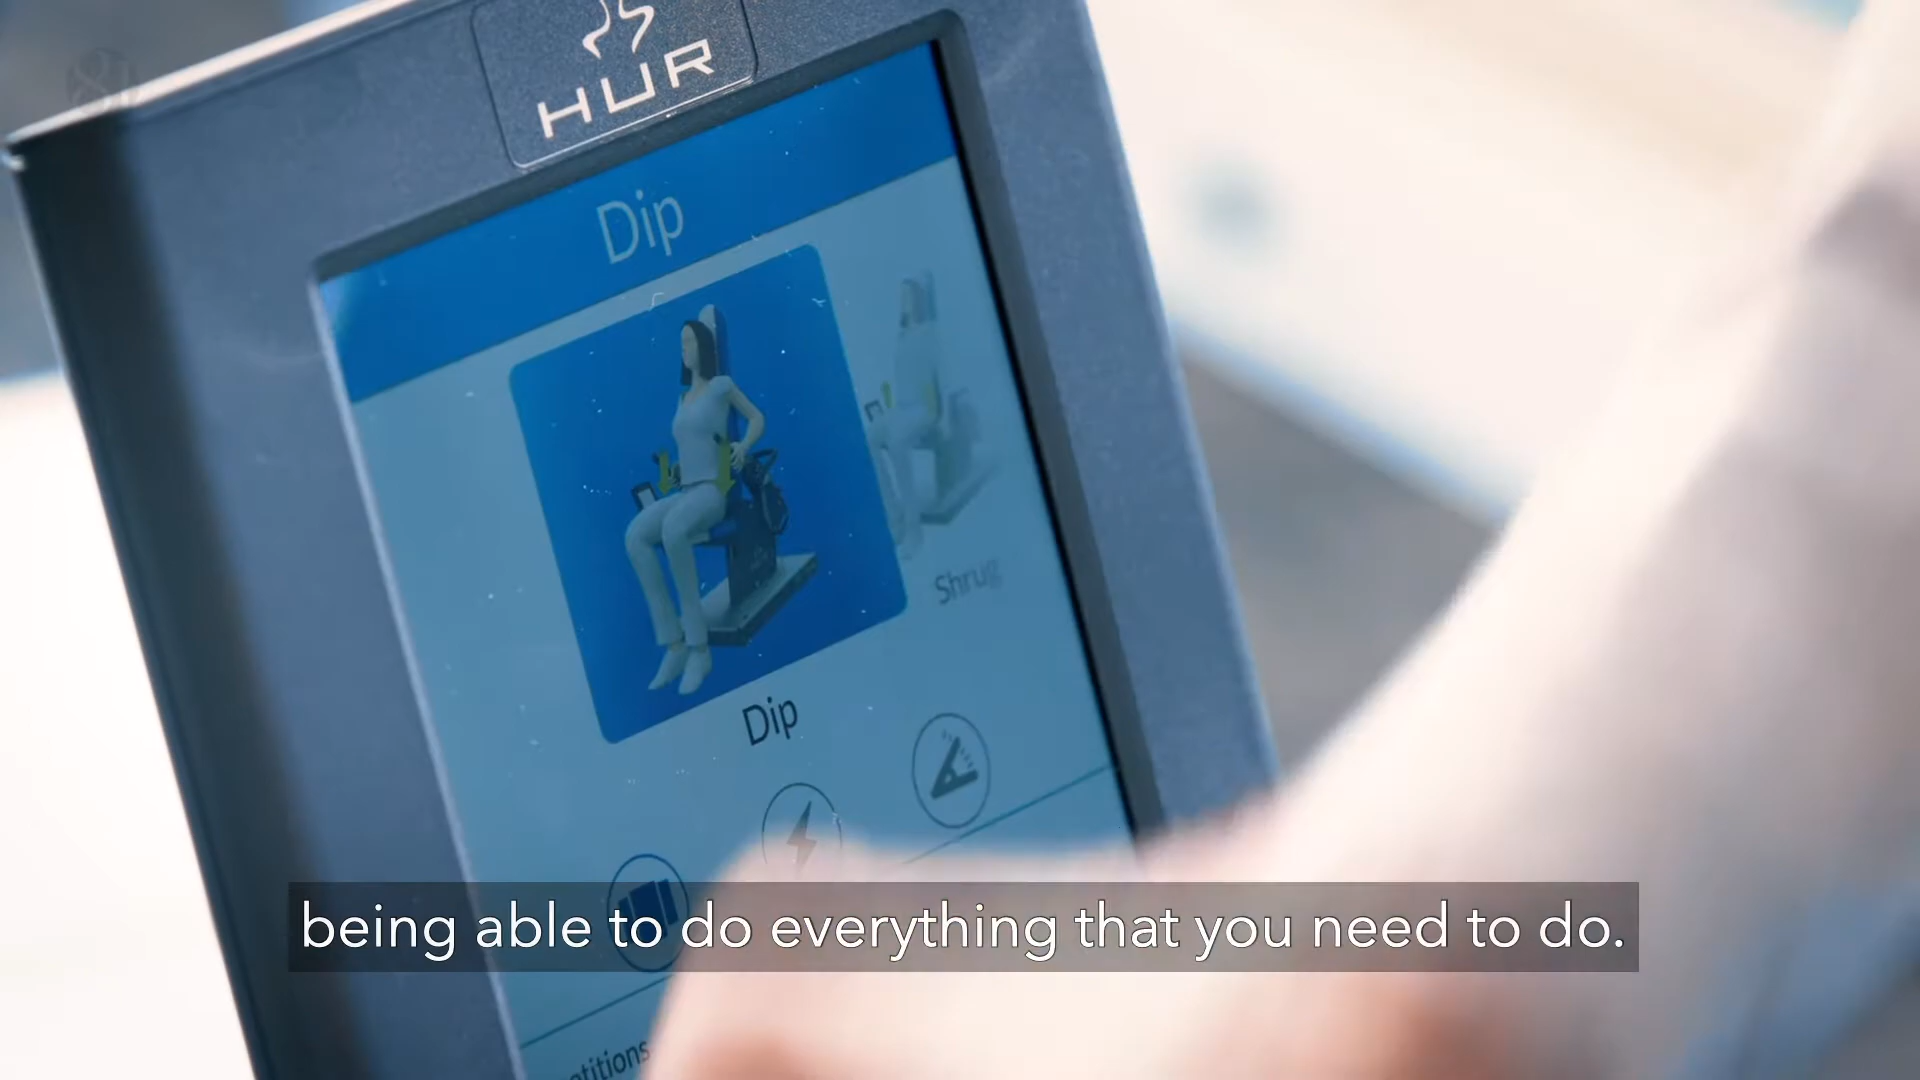 HUR
Dip
Shrug
Dip
being able to do everything that you need to do.